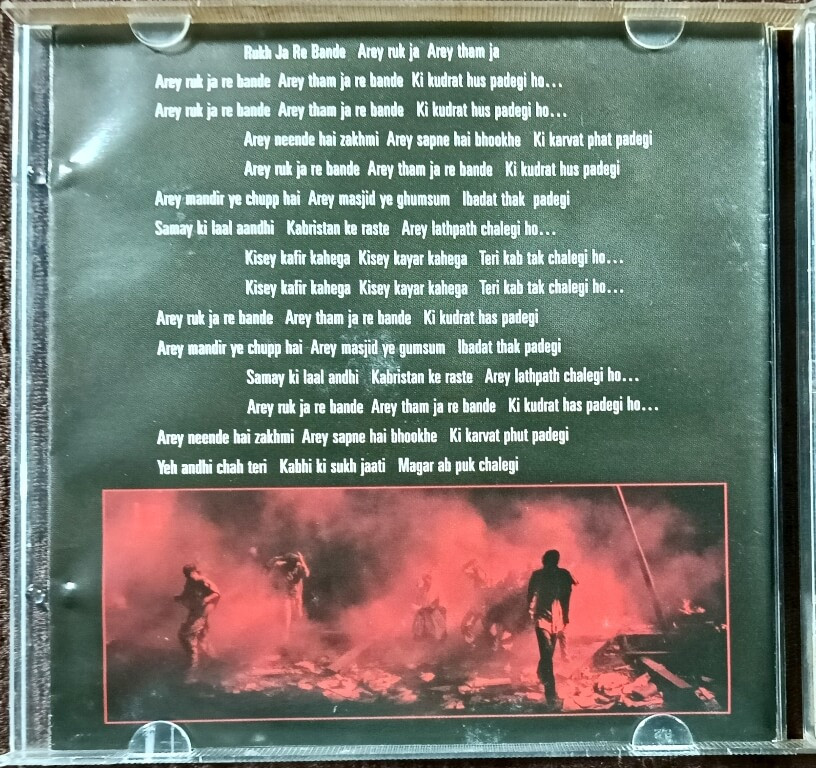 Rukh Ja Re Bande Arey ruk ja Arey tham ja
Arey ruk ja re bande Arey tham ja re bande Ki kudrat hus padegi ho...
Arey ruk ja re bande Arey tham ja re bande Ki kudrat hus padegi ho...
Arey neende hai zakhmi Arey sapne hai bhookhe Ki karvat phat padegi
Arey ruk ja re bande Arey tham ja re bande Ki kudrat hus padegi
Arey mandir ye chupp hai Arey masjid ye ghumsum Ibadat thak padegi
Samay ki laal aandhi Kabristan ke raste Arey lathpath chalegi ho...
Kisey kafir kahega Kisey kayar kahega Teri kab tak chalegi ho...
Kisey kafir kahega Kisey kayar kahega Teri kab tak chalegi ho...
Arey ruk ja re bande Arey tham ja re bande Ki kudrat has padegi
Arey mandir ye chupp hai Arey masjid ye gumsum Ibadat thak padegi
Samay ki laal andhi Kabristan ke raste Arey lathpath chalegi ho...
Arey ruk ja re bande Arey tham ja re bande Ki kudrat has padegi ho...
Arey neende hai zakhmi Arey sapne hai bhookhe Ki karvat phut padegi
Yeh andhi chah teri Kabhi ki sukh jaati Magar ab puk chalegi